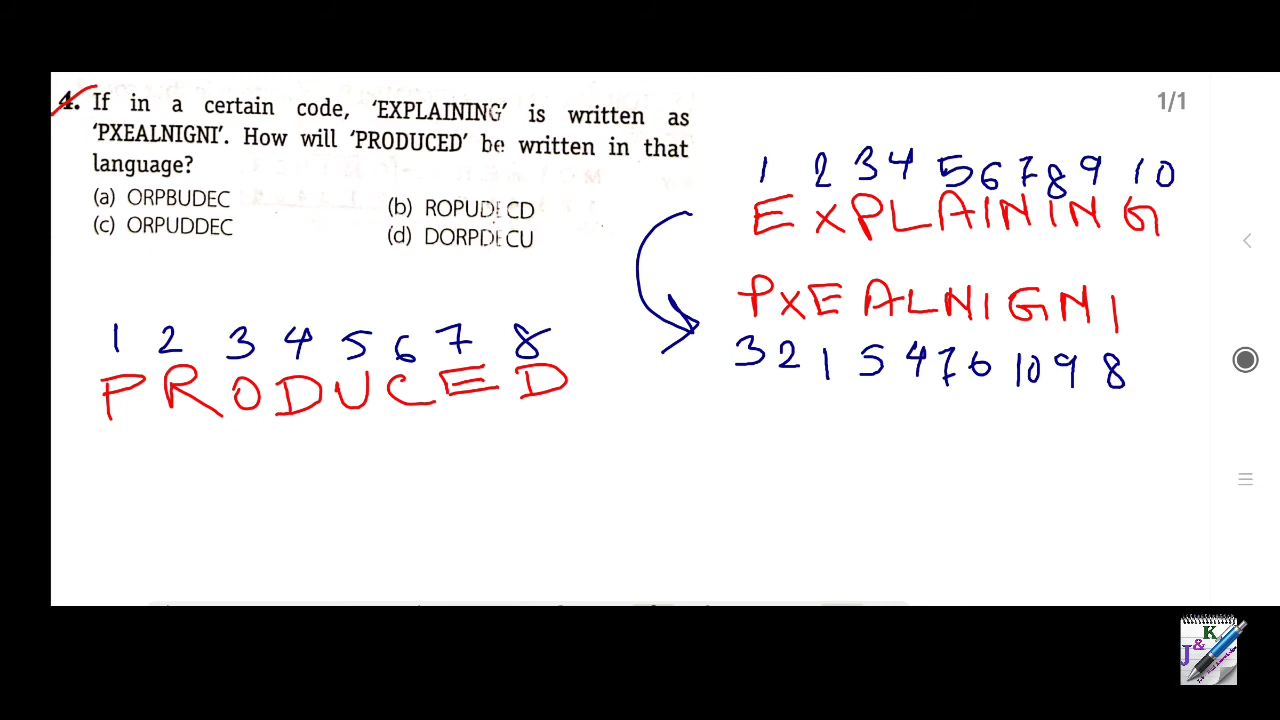 4. If in a certain code, 'EXPLAINING' is written as
'PXEALNIGNI'. How will 'PRODUCED' be written in that
language?
(a) ORPBUDEC
(b) ROPUDECD
(c) ORPUDDEC
(d) DORPDECU
1/1
1 2 3 4 5 6 7 8 9 10
EXPLAINING
PXEALNIGNI
3 2 1 5 4 7 6 10 9 8
1 2 3 4 5 6 7 8
PRODUCED
J & K